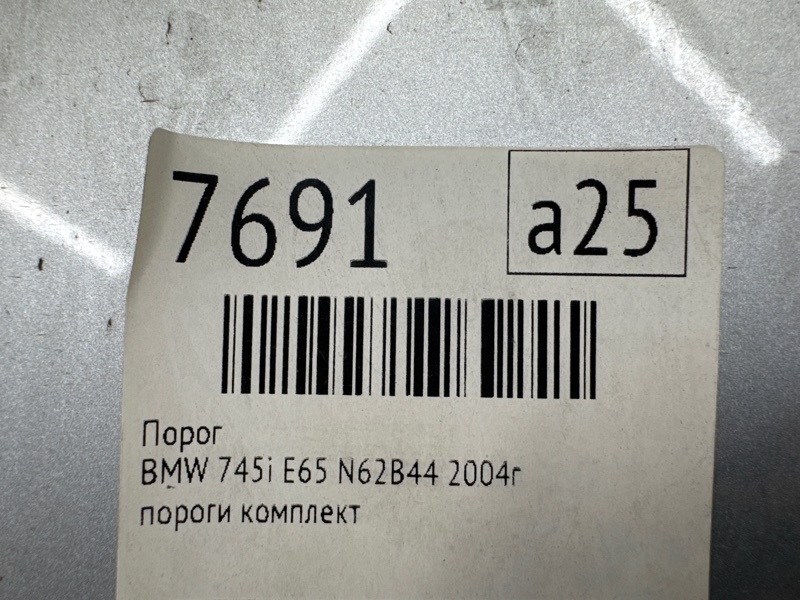 7691
a25
Порог
BMW 745i E65 N62B44 2004г
пороги комплект